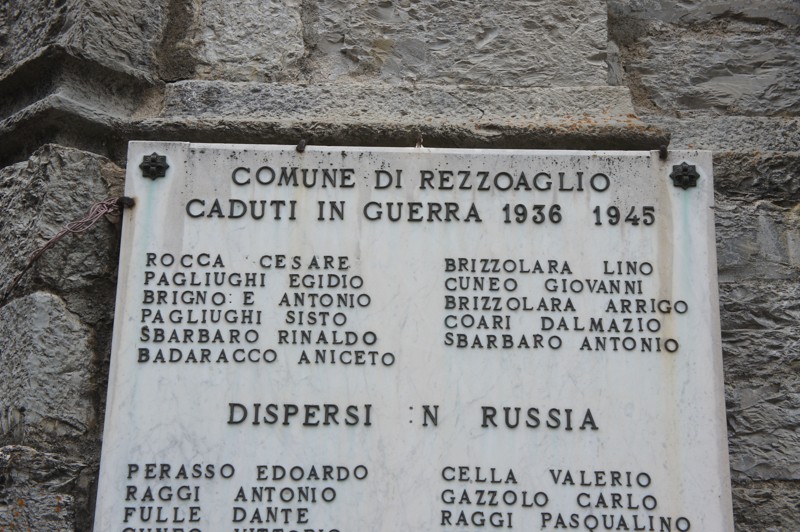 COMUNE DI REZZOAGLIO
CADUTI IN GUERRA 1936 1945
ROCCA CESARE
PAGLIUGHI EGIDIO
BRIGNO E ANTONIO
PAGLIUGHI SISTO
SBARBARO RINALDO
BADARACCO ANICETO
BRIZZOLARA LINO
CUNEO GIOVANNI
BRIZZOLARA ARRIGO
COARI DALMAZIO
SBARBARO ANTONIO
DISPERSI :N RUSSIA
PERASSO EDOARDO
RAGGI ANTONIO
FULLE DANTE
CUNEO VITTORIO
CELLA VALERIO
GAZZOLO CARLO
RAGGI PASQUALINO